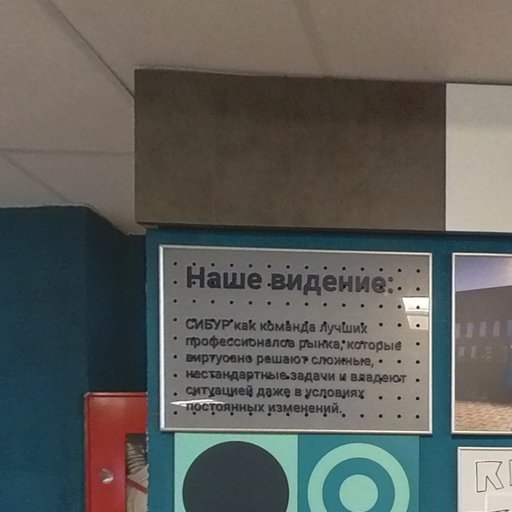 Наше видение:
СИБУР как команда лучших
профессионалов рынка, которые
виртуозно решают сложные,
нестандартные задачи и владеют
ситуацией даже в условиях
постоянных изменений.